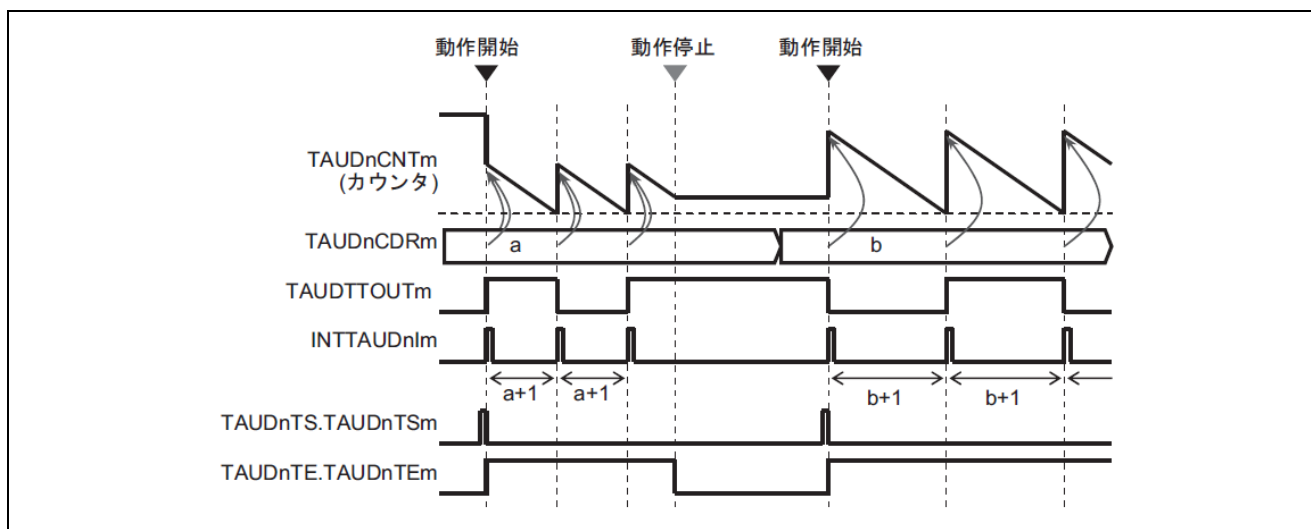 動作開始 動作停止 動作開始
TAUDnCNTm
(カウンタ)
TAUDnCDRm a b
TAUDTTOUTm
INTTAUDnIm
a+1 a+1 b+1 b+1
TAUDnTS.TAUDnTSm
TAUDnTE.TAUDnTEm